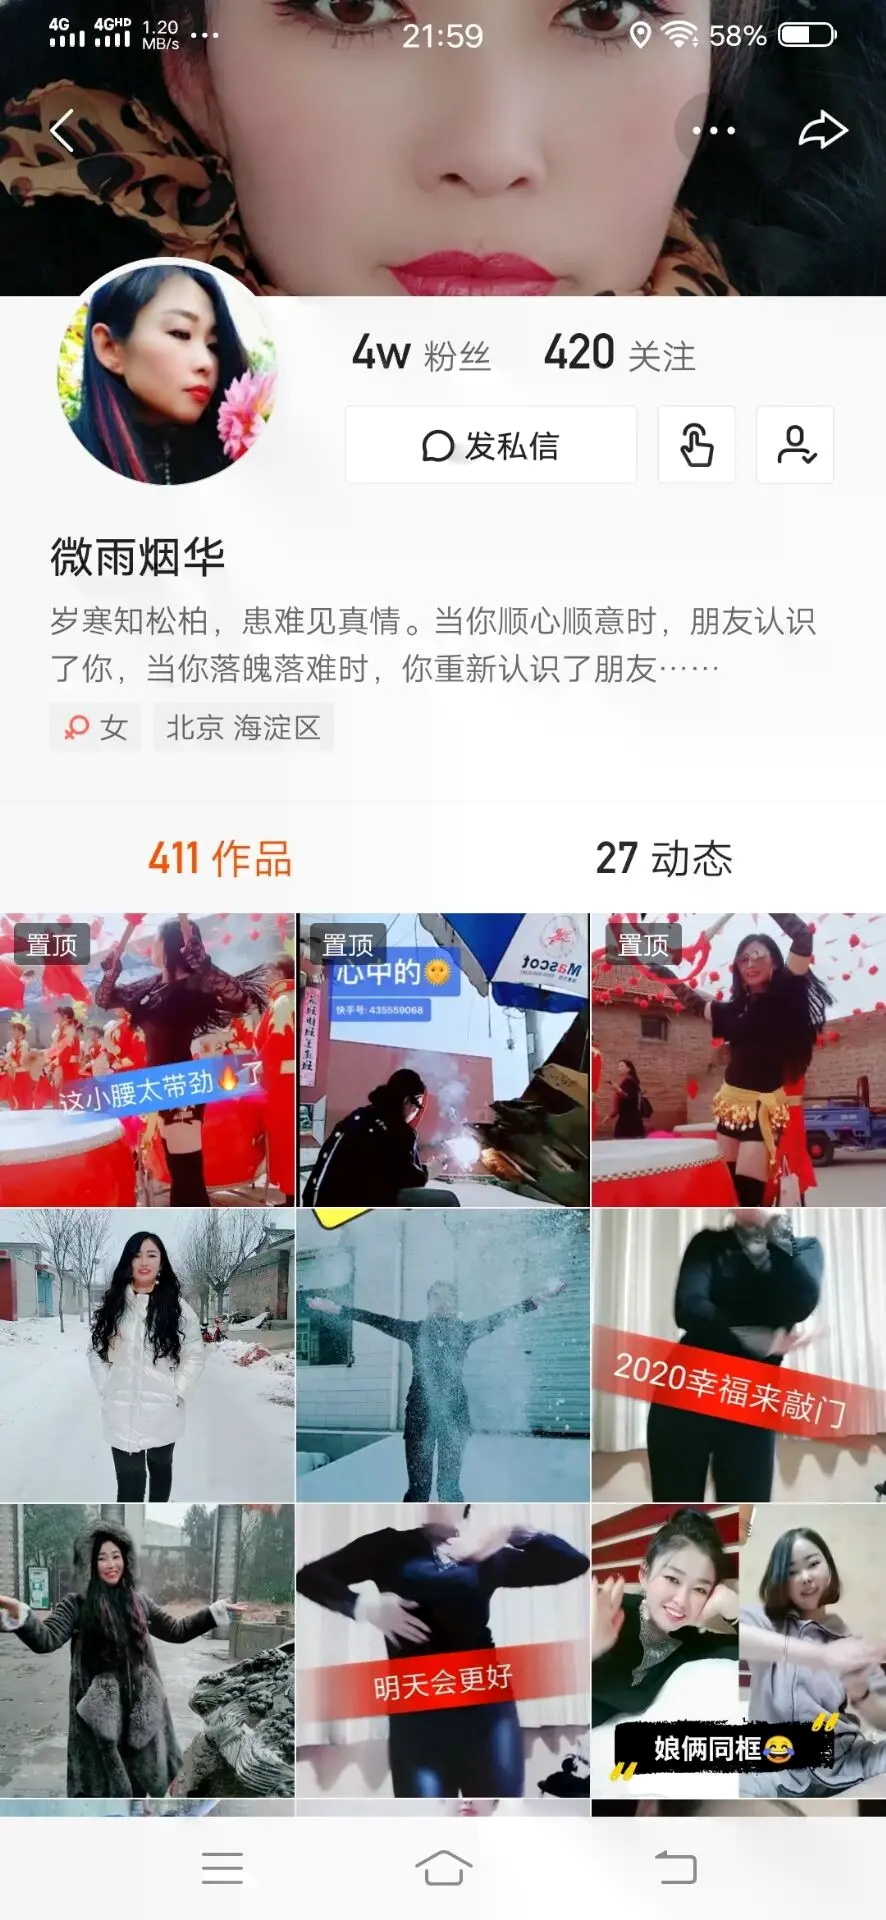 4G 4GHD 1.20 MB/s ... 21:59 58%
4w 粉丝 420 关注
发私信
微雨烟华
岁寒知松柏，患难见真情。当你顺心顺意时，朋友认识
了你，当你落魄落难时，你重新认识了朋友……
女 北京 海淀区
411 作品 27 动态
置顶 置顶 置顶
这小腰太带劲🔥了
心中的🌞
快手号: 435559068
Mascot
2020幸福来敲门
明天会更好
娘俩同框😂